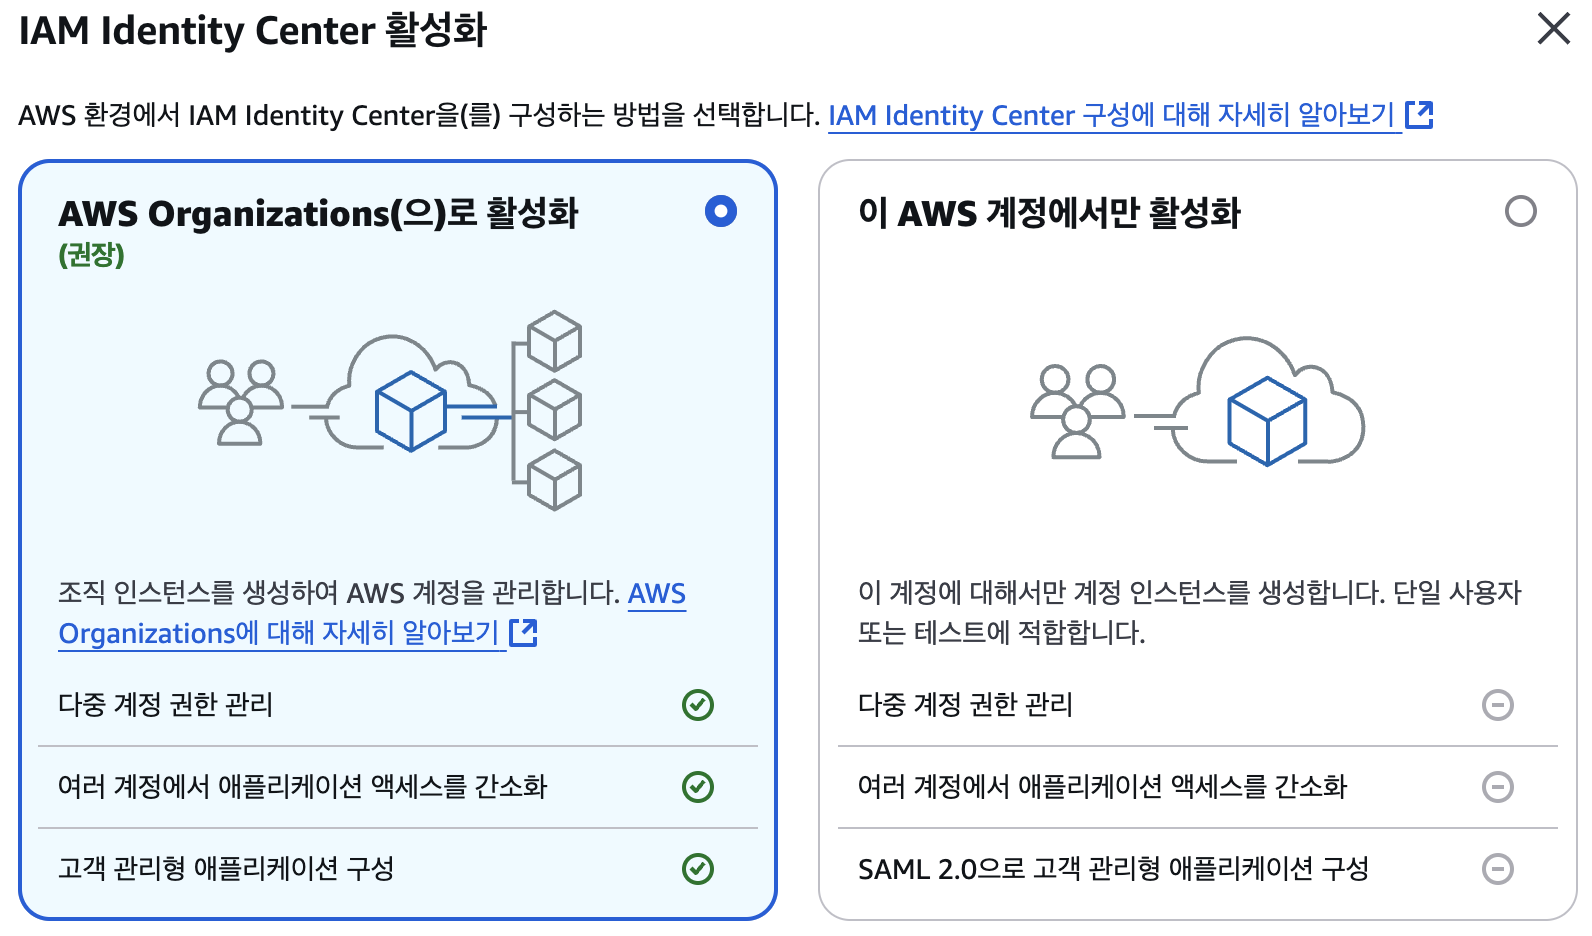 IAM Identity Center 활성화
AWS 환경에서 IAM Identity Center을(를) 구성하는 방법을 선택합니다. IAM Identity Center 구성에 대해 자세히 알아보기
AWS Organizations(으)로 활성화
(권장)
조직 인스턴스를 생성하여 AWS 계정을 관리합니다. AWS
Organizations에 대해 자세히 알아보기
다중 계정 권한 관리
여러 계정에서 애플리케이션 액세스를 간소화
고객 관리형 애플리케이션 구성
이 AWS 계정에서만 활성화
이 계정에 대해서만 계정 인스턴스를 생성합니다. 단일 사용자
또는 테스트에 적합합니다.
다중 계정 권한 관리
여러 계정에서 애플리케이션 액세스를 간소화
SAML 2.0으로 고객 관리형 애플리케이션 구성